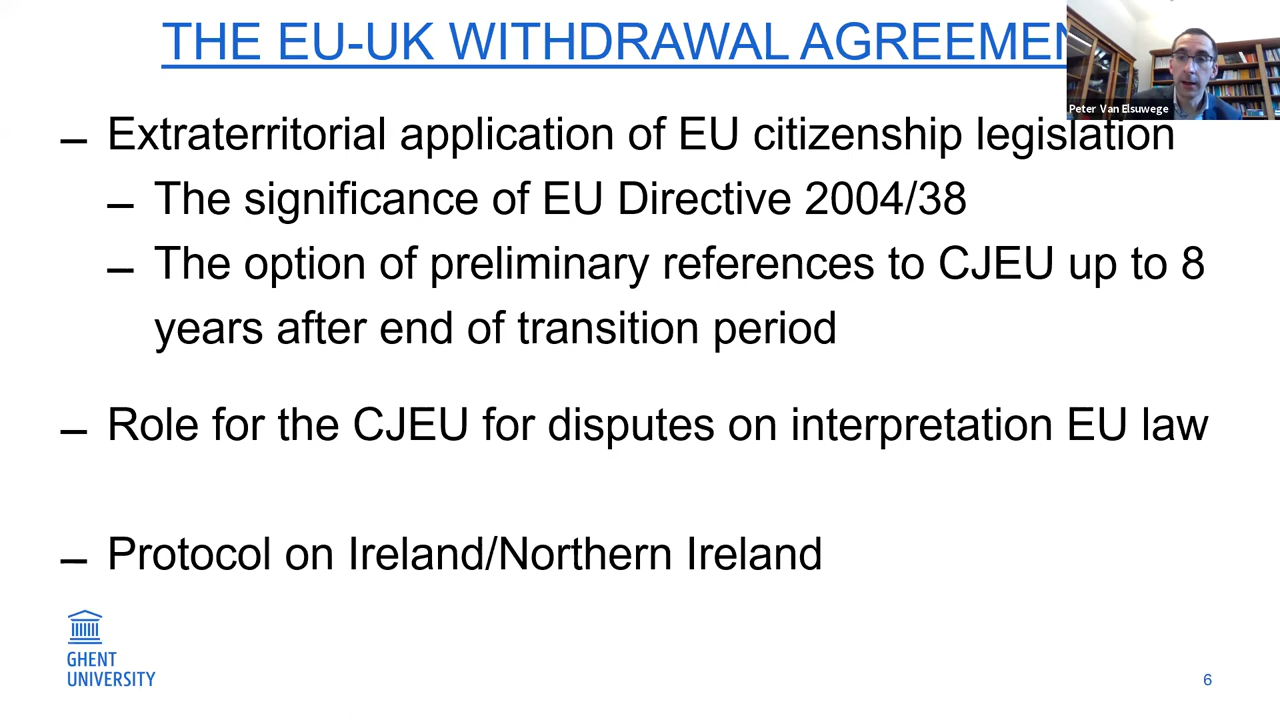 THE EU-UK WITHDRAWAL AGREEMEN
Peter Van Elsuwege
– Extraterritorial application of EU citizenship legislation
– The significance of EU Directive 2004/38
– The option of preliminary references to CJEU up to 8
years after end of transition period
– Role for the CJEU for disputes on interpretation EU law
– Protocol on Ireland/Northern Ireland
GHENT
UNIVERSITY
6